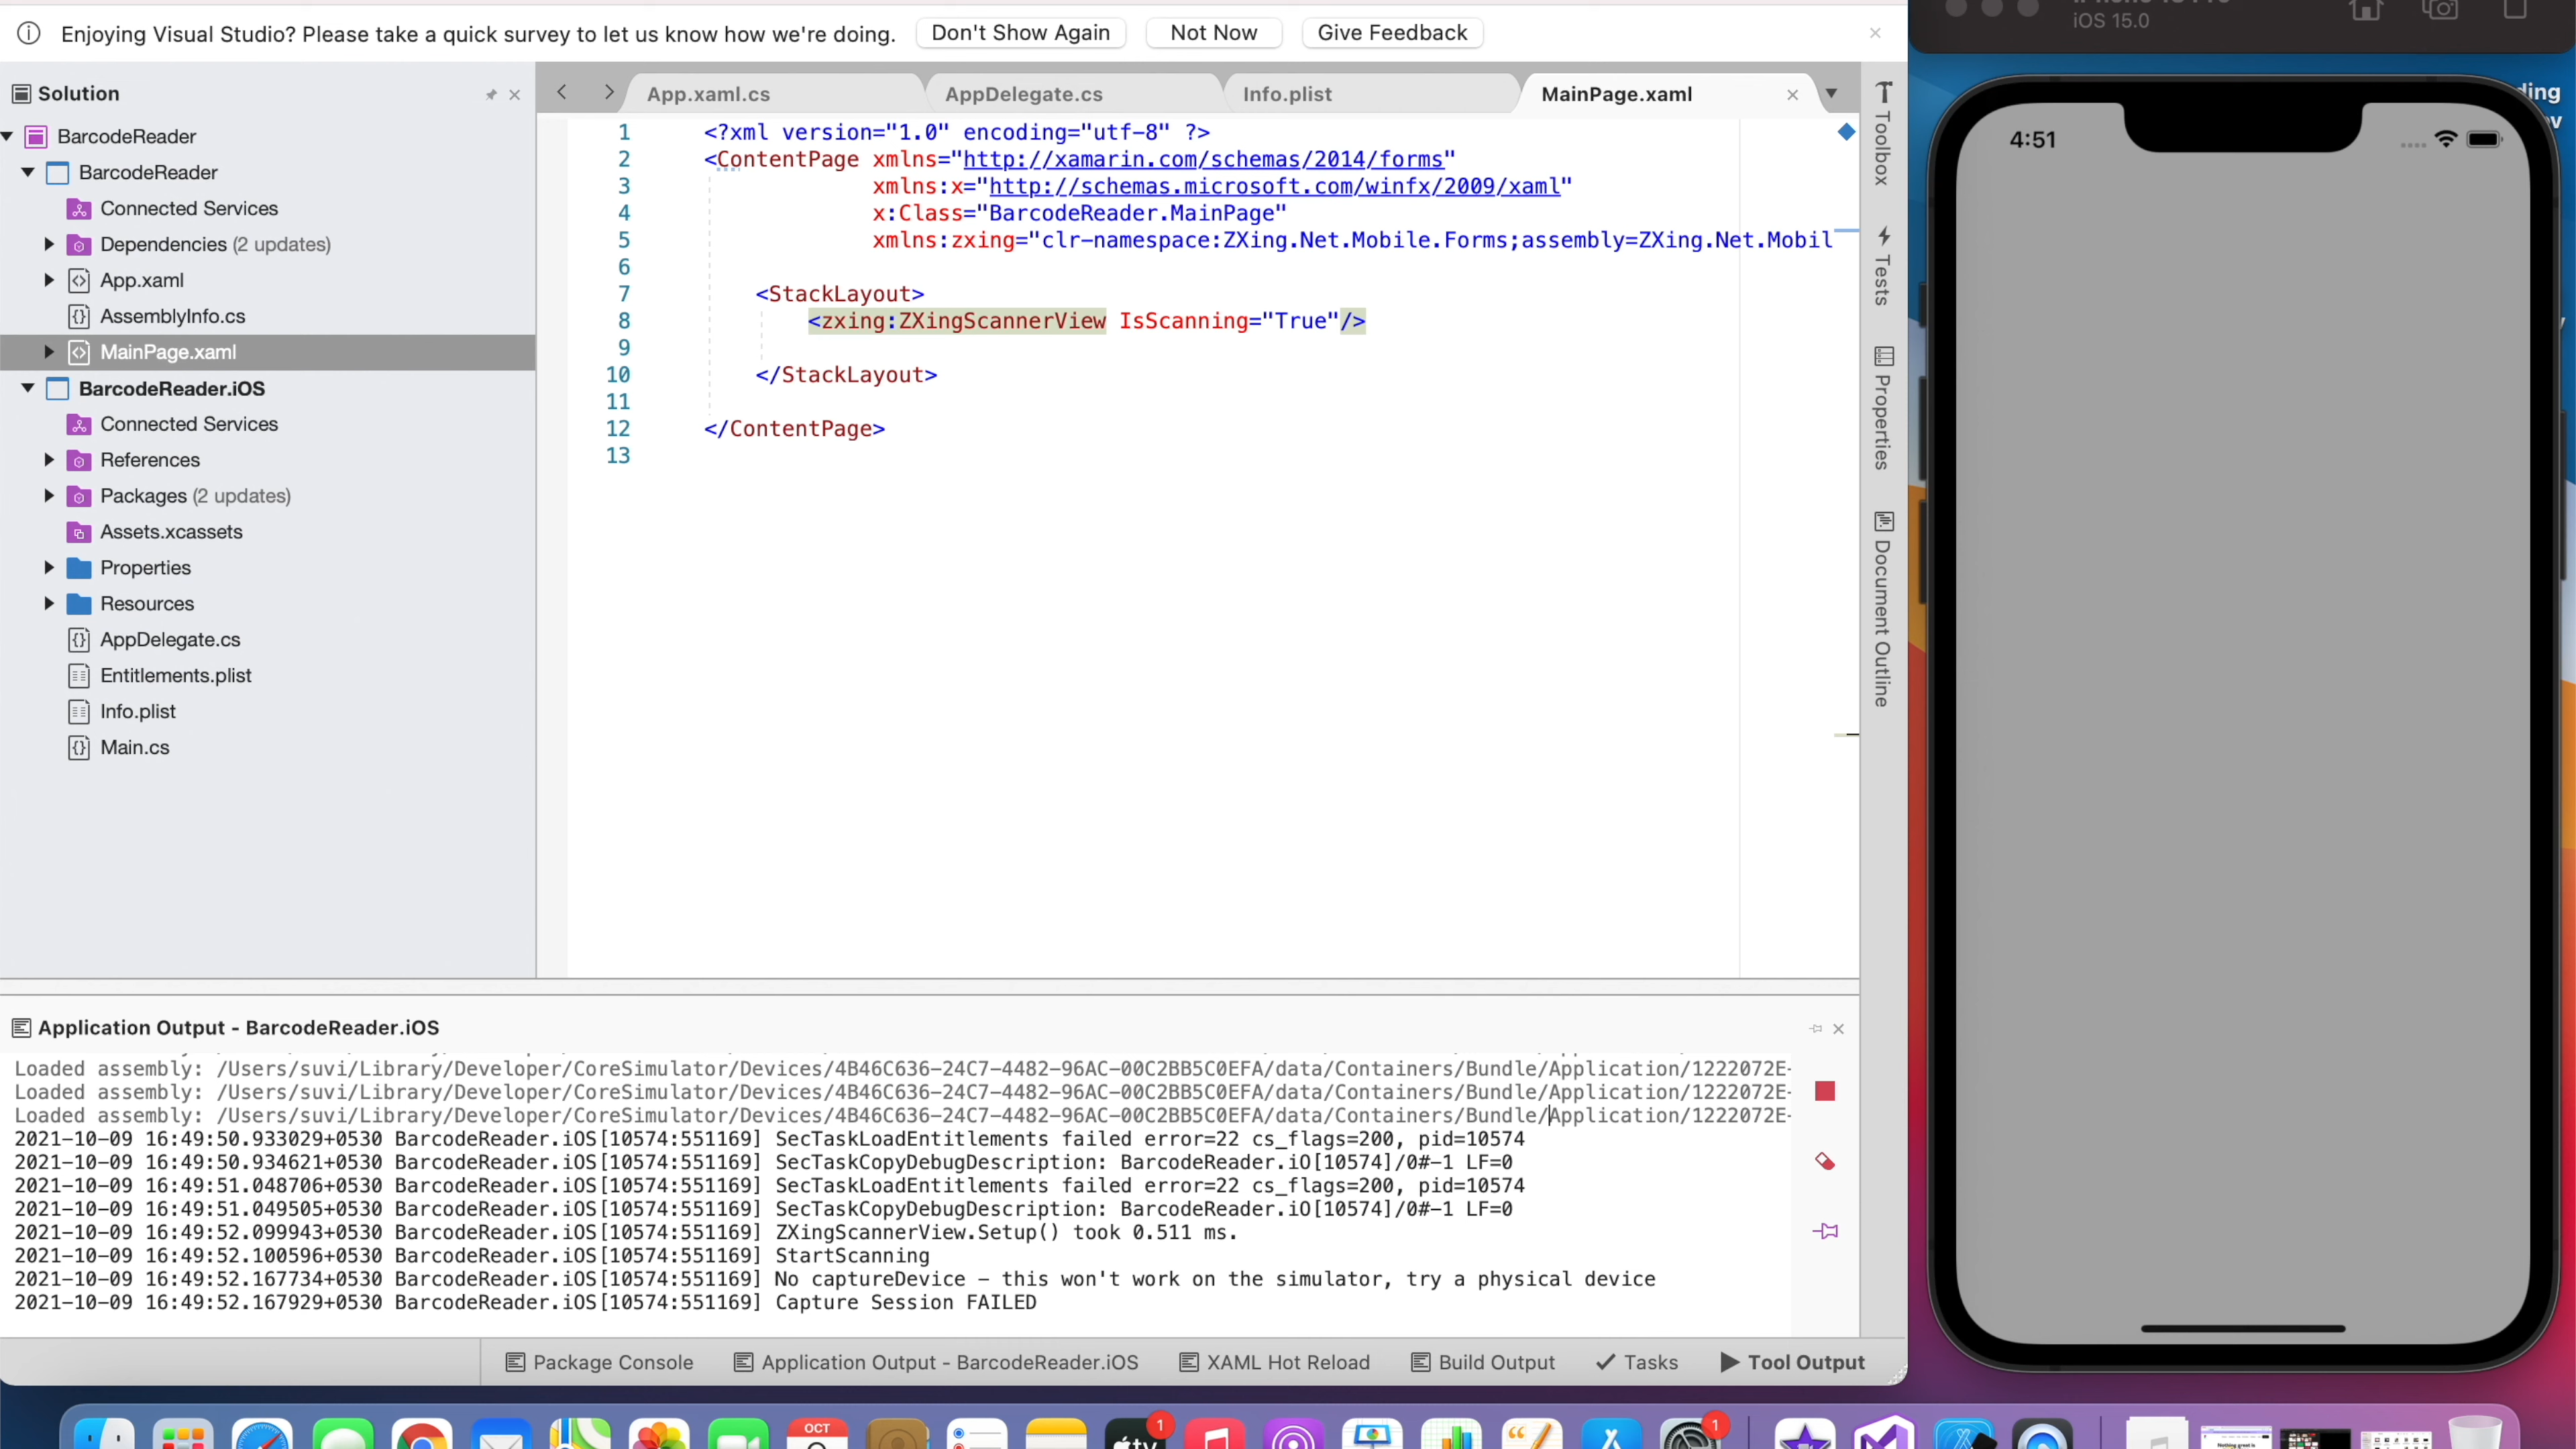 Enjoying Visual Studio? Please take a quick survey to let us know how we're doing.
Don't Show Again
Not Now
Give Feedback
iOS 15.0
Solution
App.xaml.cs
AppDelegate.cs
Info.plist
MainPage.xaml
BarcodeReader
BarcodeReader
Connected Services
Dependencies (2 updates)
App.xaml
AssemblyInfo.cs
MainPage.xaml
BarcodeReader.iOS
Connected Services
References
Packages (2 updates)
Assets.xcassets
Properties
Resources
AppDelegate.cs
Entitlements.plist
Info.plist
Main.cs
1 <?xml version="1.0" encoding="utf-8" ?>
2 <ContentPage xmlns="http://xamarin.com/schemas/2014/forms"
3 xmlns:x="http://schemas.microsoft.com/winfx/2009/xaml"
4 x:Class="BarcodeReader.MainPage"
5 xmlns:zxing="clr-namespace:ZXing.Net.Mobile.Forms;assembly=ZXing.Net.Mobil
6
7 <StackLayout>
8 <zxing:ZXingScannerView IsScanning="True"/>
9
10 </StackLayout>
11
12 </ContentPage>
13
Toolbox
Tests
Properties
Document Outline
4:51
Application Output - BarcodeReader.iOS
Loaded assembly: /Users/suvi/Library/Developer/CoreSimulator/Devices/4B46C636-24C7-4482-96AC-00C2BB5C0EFA/data/Containers/Bundle/Application/1222072E-
Loaded assembly: /Users/suvi/Library/Developer/CoreSimulator/Devices/4B46C636-24C7-4482-96AC-00C2BB5C0EFA/data/Containers/Bundle/Application/1222072E-
Loaded assembly: /Users/suvi/Library/Developer/CoreSimulator/Devices/4B46C636-24C7-4482-96AC-00C2BB5C0EFA/data/Containers/Bundle/Application/1222072E-
2021-10-09 16:49:50.933029+0530 BarcodeReader.iOS[10574:551169] SecTaskLoadEntitlements failed error=22 cs_flags=200, pid=10574
2021-10-09 16:49:50.934621+0530 BarcodeReader.iOS[10574:551169] SecTaskCopyDebugDescription: BarcodeReader.iO[10574]/0#-1 LF=0
2021-10-09 16:49:51.048706+0530 BarcodeReader.iOS[10574:551169] SecTaskLoadEntitlements failed error=22 cs_flags=200, pid=10574
2021-10-09 16:49:51.049505+0530 BarcodeReader.iOS[10574:551169] SecTaskCopyDebugDescription: BarcodeReader.iO[10574]/0#-1 LF=0
2021-10-09 16:49:52.099943+0530 BarcodeReader.iOS[10574:551169] ZXingScannerView.Setup() took 0.511 ms.
2021-10-09 16:49:52.100596+0530 BarcodeReader.iOS[10574:551169] StartScanning
2021-10-09 16:49:52.167734+0530 BarcodeReader.iOS[10574:551169] No captureDevice – this won't work on the simulator, try a physical device
2021-10-09 16:49:52.167929+0530 BarcodeReader.iOS[10574:551169] Capture Session FAILED
Package Console
Application Output - BarcodeReader.iOS
XAML Hot Reload
Build Output
Tasks
Tool Output
OCT
tv
1
1